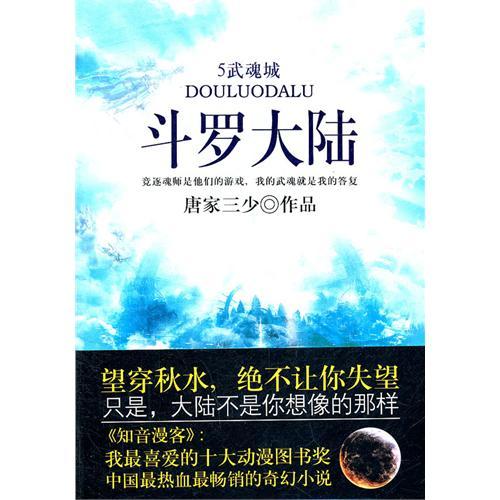 5武魂城
DOULUODALU
斗罗大陆
竞逐魂师是他们的游戏，我的武魂就是我的答复
唐家三少◎作品
望穿秋水，绝不让你失望
只是，大陆不是你想像的那样
《知音漫客》：
我最喜爱的十大动漫图书奖
中国最热血最畅销的奇幻小说